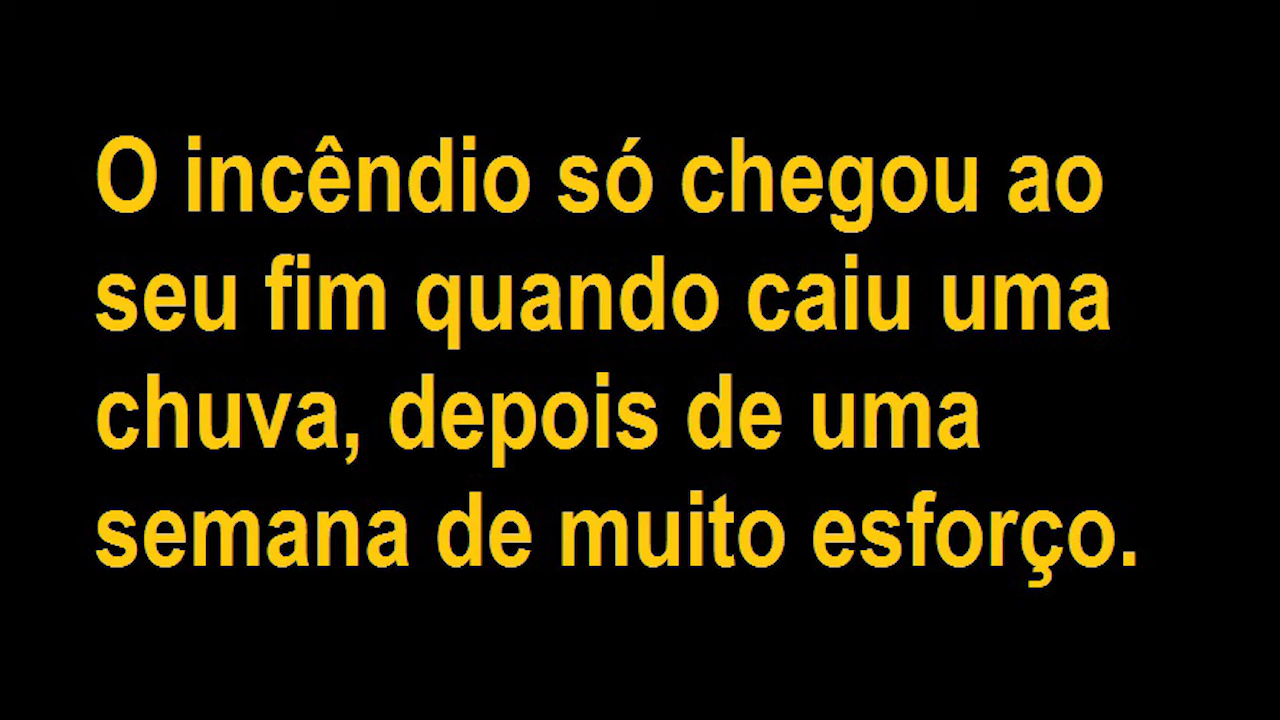 O incêndio só chegou ao
seu fim quando caiu uma
chuva, depois de uma
semana de muito esforço.